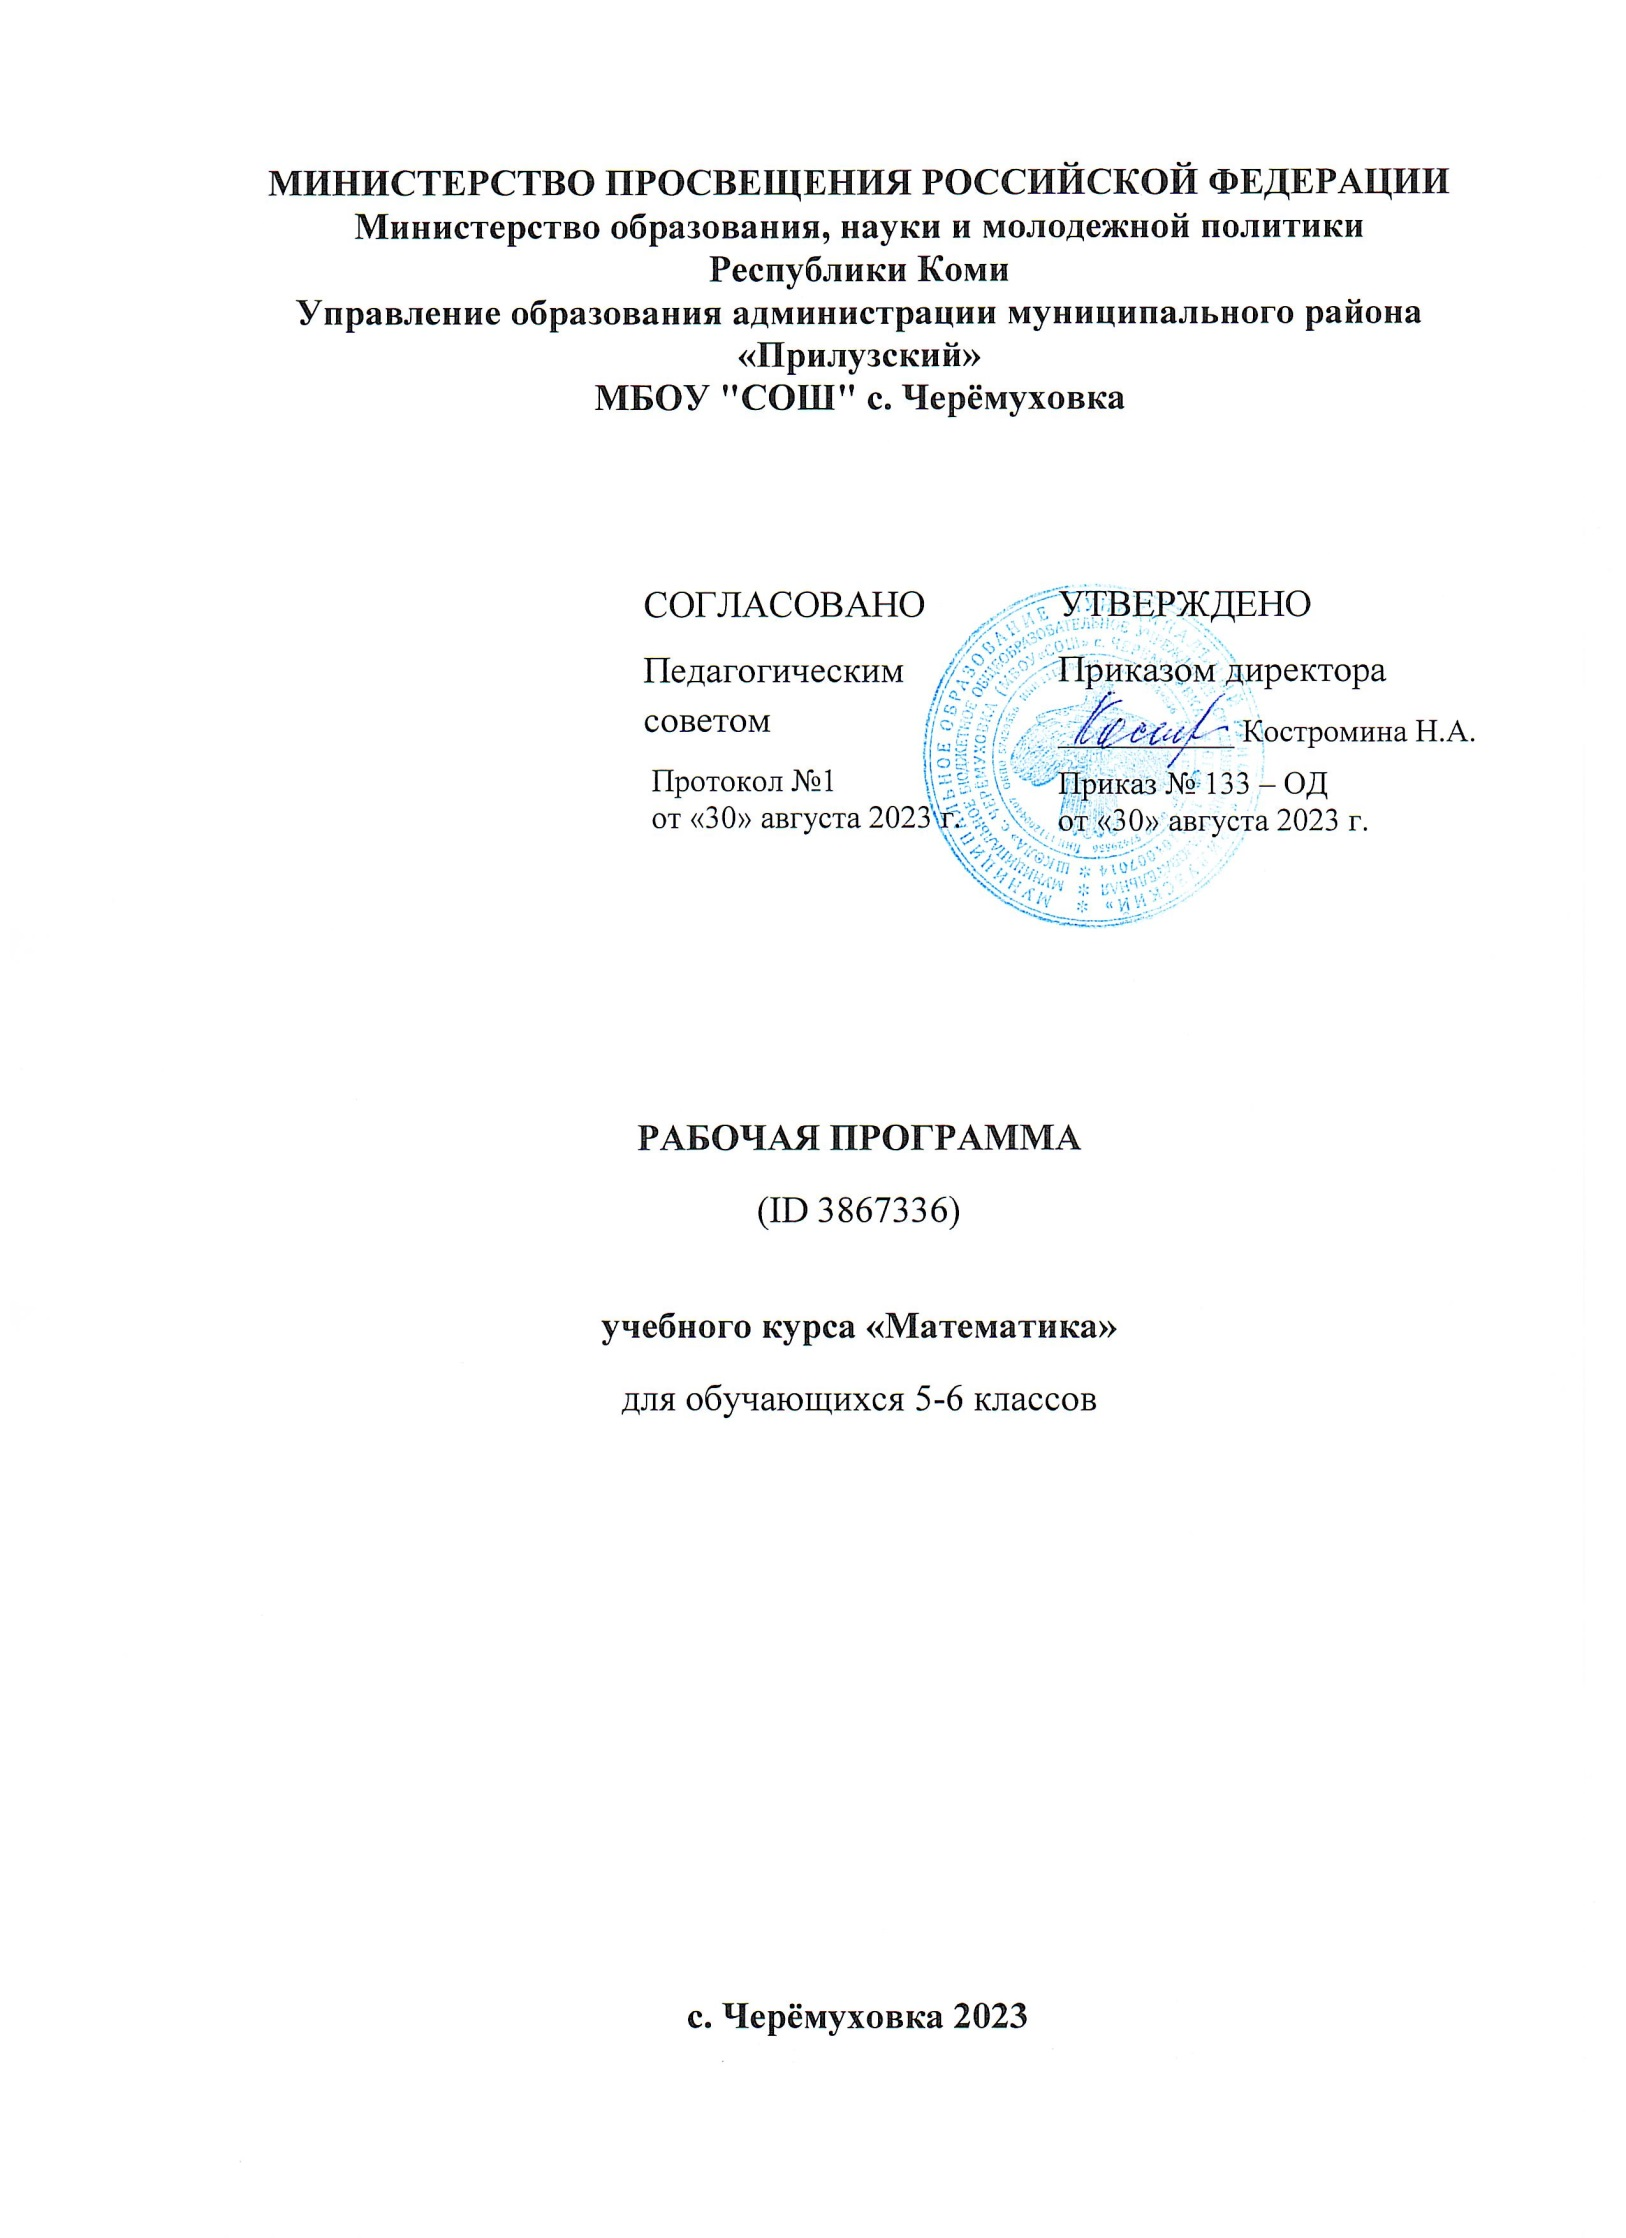 МИНИСТЕРСТВО ПРОСВЕЩЕНИЯ РОССИЙСКОЙ ФЕДЕРАЦИИ
Министерство образования, науки и молодежной политики
Республики Коми
Управление образования администрации муниципального района
«Прилузский»
МБОУ "СОШ" с. Черёмуховка
СОГЛАСОВАНО
Педагогическим
советом
Протокол №1
от «30» августа 2023 г.
УТВЕРЖДЕНО
Приказом директора
Костромина Н.А.
Приказ № 133 – ОД
от «30» августа 2023 г.
РАБОЧАЯ ПРОГРАММА
(ID 3867336)
учебного курса «Математика»
для обучающихся 5-6 классов
с. Черёмуховка 2023